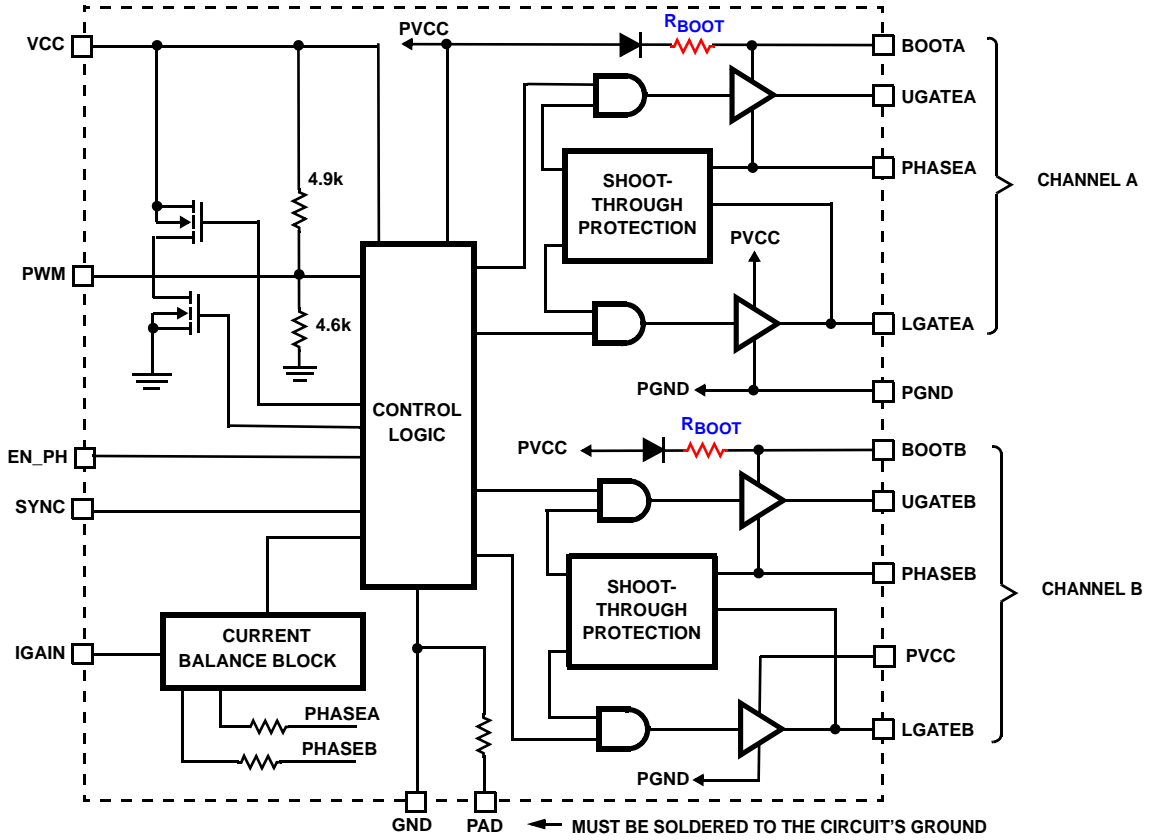 VCC
PVCC
RBOOT
BOOTA
UGATEA
PHASEA
CHANNEL A
4.9k
SHOOT-
THROUGH
PROTECTION
PVCC
PWM
4.6k
LGATEA
PGND
PGND
CONTROL
LOGIC
RBOOT
PVCC
BOOTB
EN_PH
UGATEB
SYNC
PHASEB
CHANNEL B
SHOOT-
THROUGH
PROTECTION
IGAIN
CURRENT
BALANCE BLOCK
PVCC
PHASEA
LGATEB
PHASEB
PGND
GND
PAD
MUST BE SOLDERED TO THE CIRCUIT'S GROUND